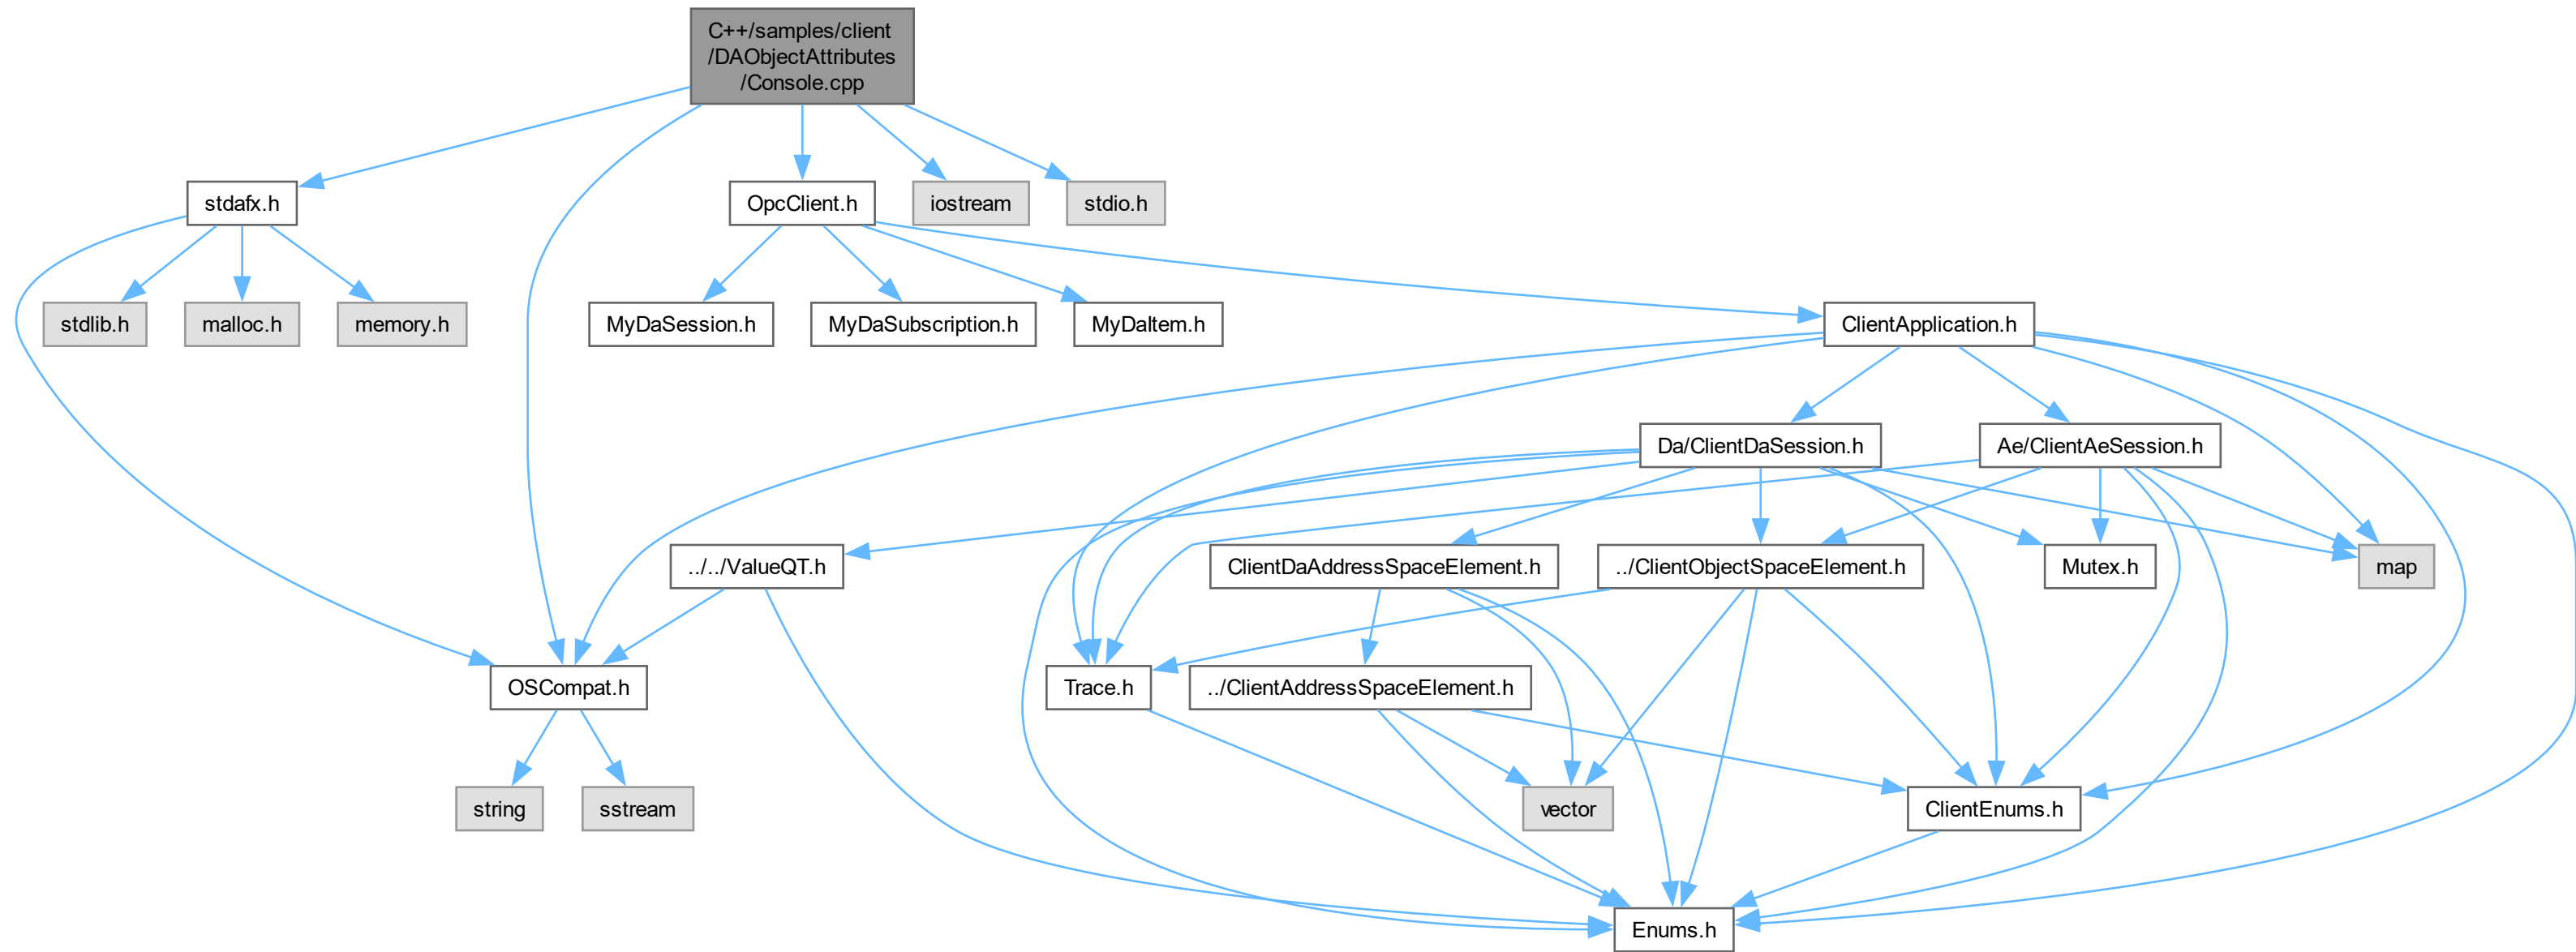 C++/samples/client
/DAObjectAttributes
/Console.cpp
stdafx.h
OpcClient.h
iostream
stdio.h
stdlib.h
malloc.h
memory.h
MyDaSession.h
MyDaSubscription.h
MyDaItem.h
ClientApplication.h
Da/ClientDaSession.h
Ae/ClientAeSession.h
../../ValueQT.h
ClientDaAddressSpaceElement.h
../ClientObjectSpaceElement.h
Mutex.h
map
OSCompat.h
Trace.h
../ClientAddressSpaceElement.h
string
sstream
vector
ClientEnums.h
Enums.h